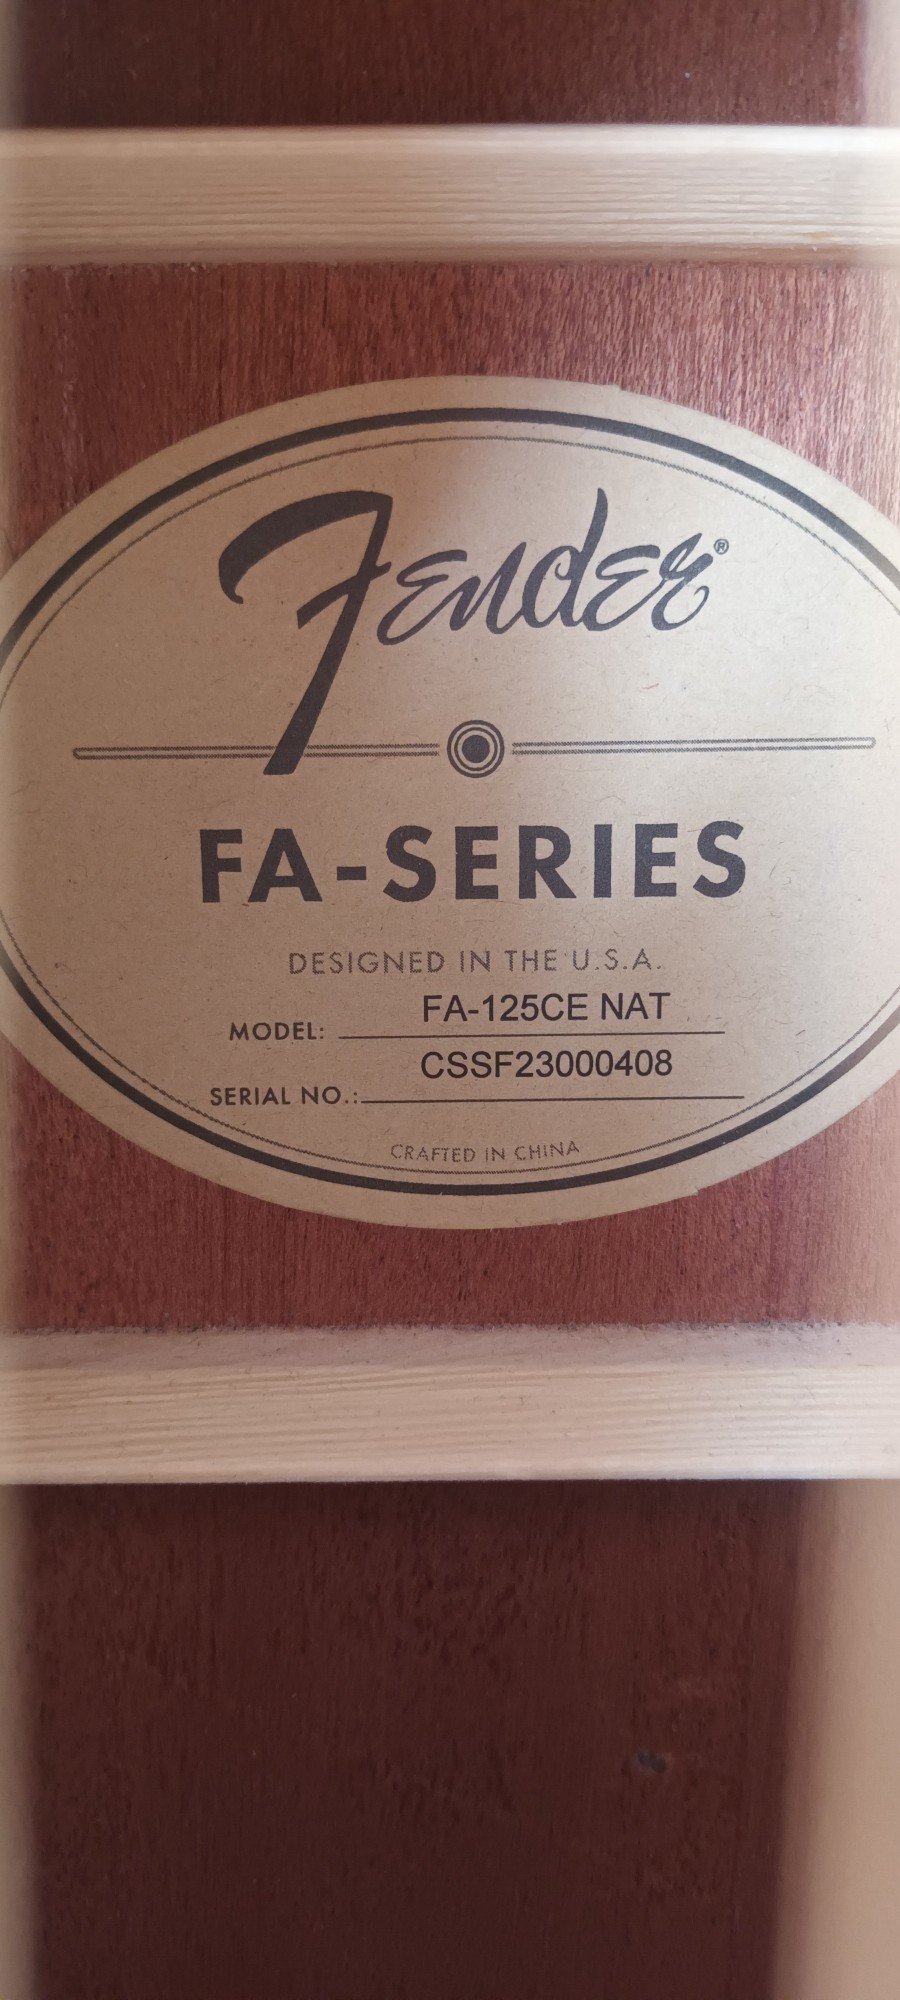 Fender®
FA-SERIES
DESIGNED IN THE U.S.A.
MODEL: FA-125CE NAT
SERIAL NO.: CSSF23000408
CRAFTED IN CHINA